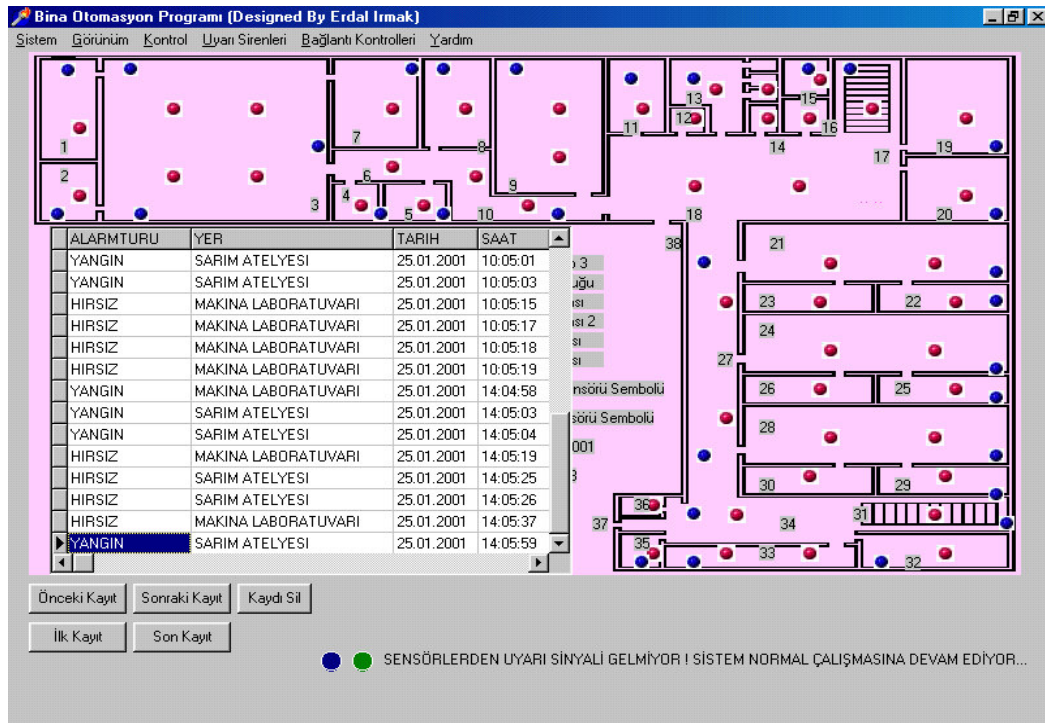 Bina Otomasyon Programı (Designed By Erdal Irmak)
Sistem Görünüm Kontrol Uyarı Sirenleri Bağlantı Kontrolleri Yardım
1
2
3
4
5
6
7
8
9
10
11
12
13
14
15
16
17
18
19
20
21
22
23
24
25
26
27
28
29
30
31
32
33
34
35
36
37
38
ALARMTURU YER TARIH SAAT
YANGIN SARIM ATELYESI 25.01.2001 10:05:01
YANGIN SARIM ATELYESI 25.01.2001 10:05:03
HIRSIZ MAKINA LABORATUVARI 25.01.2001 10:05:15
HIRSIZ MAKINA LABORATUVARI 25.01.2001 10:05:17
HIRSIZ MAKINA LABORATUVARI 25.01.2001 10:05:18
HIRSIZ MAKINA LABORATUVARI 25.01.2001 10:05:19
YANGIN MAKINA LABORATUVARI 25.01.2001 14:04:58
YANGIN SARIM ATELYESI 25.01.2001 14:05:03
YANGIN SARIM ATELYESI 25.01.2001 14:05:04
HIRSIZ MAKINA LABORATUVARI 25.01.2001 14:05:19
HIRSIZ SARIM ATELYESI 25.01.2001 14:05:25
HIRSIZ SARIM ATELYESI 25.01.2001 14:05:26
HIRSIZ MAKINA LABORATUVARI 25.01.2001 14:05:37
YANGIN SARIM ATELYESI 25.01.2001 14:05:59
Sembolü
Sembolü
Önceki Kayıt Sonraki Kayıt Kaydı Sil
İlk Kayıt Son Kayıt
SENSÖRLERDEN UYARI SİNYALİ GELMİYOR ! SİSTEM NORMAL ÇALIŞMASINA DEVAM EDİYOR...